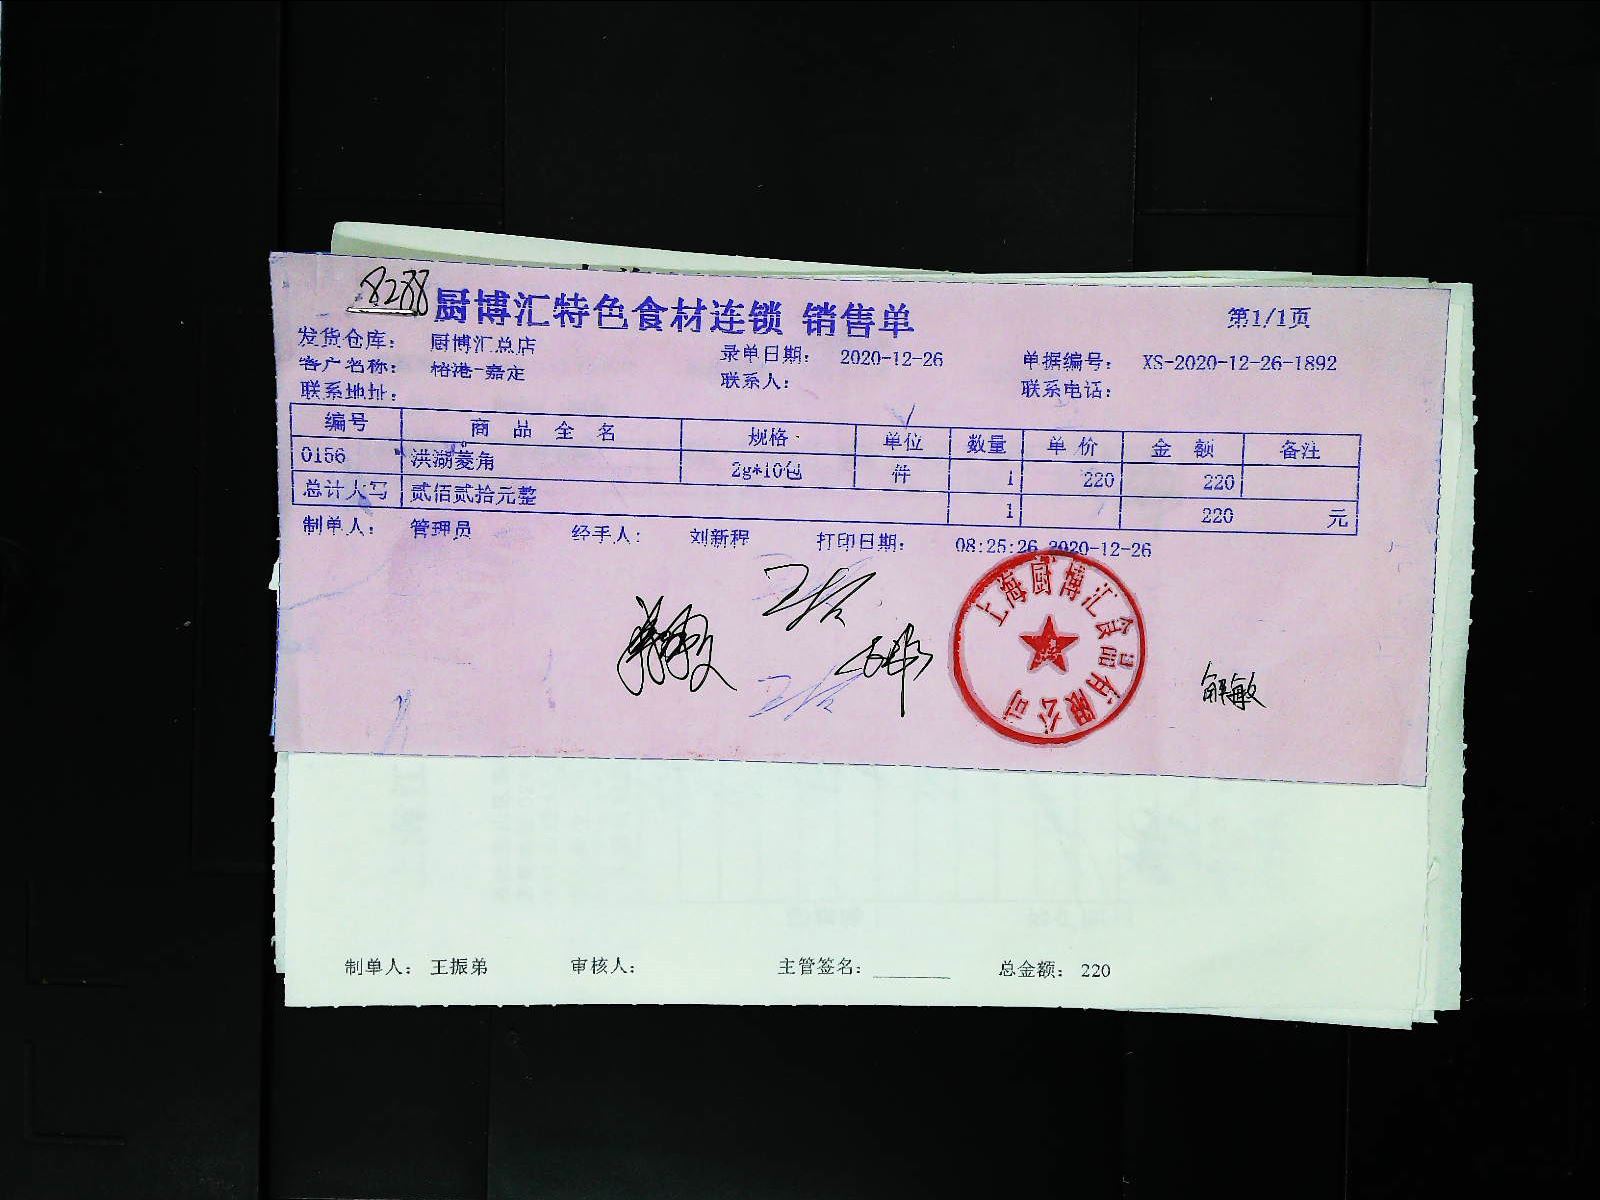 8288
厨博汇特色食材连锁 销售单
第1/1页
发货仓库： 厨博汇总店 录单日期： 2020-12-26 单据编号： XS-2020-12-26-1892
客户名称： 榕港-嘉定 联系人： 联系电话：
联系地址：
编号 商品全名 规格 单位 数量 单价 金额 备注
0156 洪湖菱角 2g*10包 件 1 220 220
总计大写 贰佰贰拾元整 1 220 元
制单人： 管理员 经手人： 刘新程 打印日期： 08:25:26 2020-12-26
上海厨博汇食品有限公司
解敏
制单人： 王振弟 审核人： 主管签名： 总金额： 220